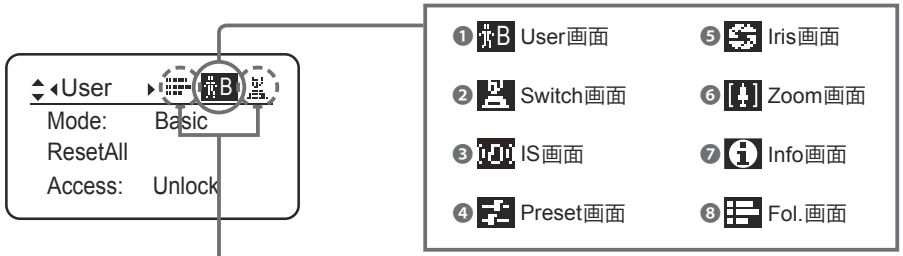 User B
Mode: Basic
ResetAll
Access: Unlock
❶ B User画面
❷ Switch画面
❸ IS画面
❹ Preset画面
❺ Iris画面
❻ Zoom画面
❼ i Info画面
❽ Fol.画面